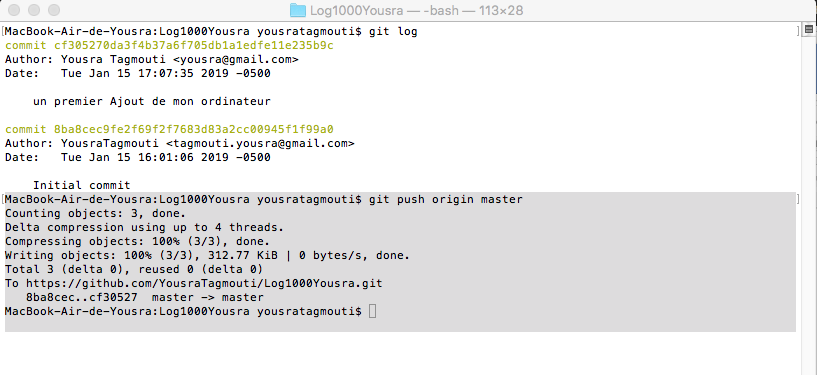 Log1000Yousra — -bash — 113×28
[MacBook-Air-de-Yousra:Log1000Yousra yousratagmouti$ git log ]
commit cf305270da3f4b37a6f705db1a1edfe11e235b9c
Author: Yousra Tagmouti <yousra@gmail.com>
Date:   Tue Jan 15 17:07:35 2019 -0500
    un premier Ajout de mon ordinateur
commit 8ba8cec9fe2f69f2f7683d83a2cc00945f1f99a0
Author: YousraTagmouti <tagmouti.yousra@gmail.com>
Date:   Tue Jan 15 16:01:06 2019 -0500
    Initial commit
[MacBook-Air-de-Yousra:Log1000Yousra yousratagmouti$ git push origin master ]
Counting objects: 3, done.
Delta compression using up to 4 threads.
Compressing objects: 100% (3/3), done.
Writing objects: 100% (3/3), 312.77 KiB | 0 bytes/s, done.
Total 3 (delta 0), reused 0 (delta 0)
To https://github.com/YousraTagmouti/Log1000Yousra.git
   8ba8cec..cf30527  master -> master
MacBook-Air-de-Yousra:Log1000Yousra yousratagmouti$